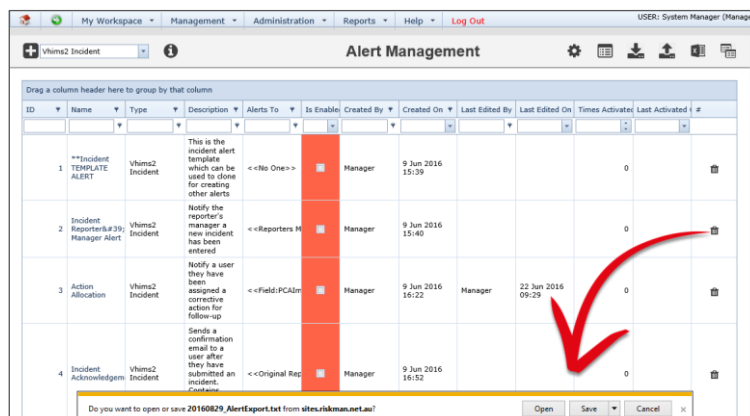 My Workspace Management Administration Reports Help Log Out
USER: System Manager (Manage
Vhims2 Incident
Alert Management
Drag a column header here to group by that column
ID Name Type Description Alerts To Is Enable Created By Created On Last Edited By Last Edited On Times Activated Last Activated #
1 **Incident TEMPLATE ALERT Vhims2 Incident This is the incident alert template which can be used to clone for creating other alerts <<No One>> Manager 9 Jun 2016 15:39 0
2 Incident Reporter&#39; Manager Alert Vhims2 Incident Notify the reporter's manager a new incident has been entered <<Reporters M Manager 9 Jun 2016 15:40 0
3 Action Allocation Vhims2 Incident Notify a user they have been assigned a corrective action for follow-up <<Field:PCAIm Manager 9 Jun 2016 16:22 Manager 22 Jun 2016 09:29 0
4 Incident Acknowledgem Vhims2 Incident Sends a confirmation email to a user after they have submitted an incident. Contains <<Original Rep Manager 9 Jun 2016 16:52 0
Do you want to open or save 20160829_AlertExport.txt from sites.riskman.net.au?
Open Save Cancel ×